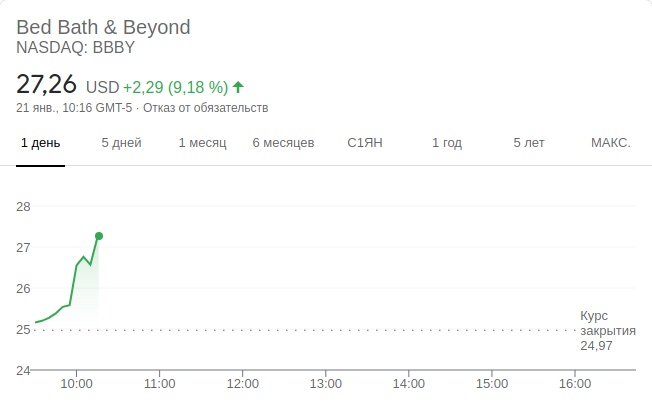 Bed Bath & Beyond
NASDAQ: BBBY
27,26 USD +2,29 (9,18 %)
21 янв., 10:16 GMT-5 · Отказ от обязательств
1 день 5 дней 1 месяц 6 месяцев С1ЯН 1 год 5 лет МАКС.
28
27
26
25
Курс
закрытия
24,97
24
10:00 11:00 12:00 13:00 14:00 15:00 16:00